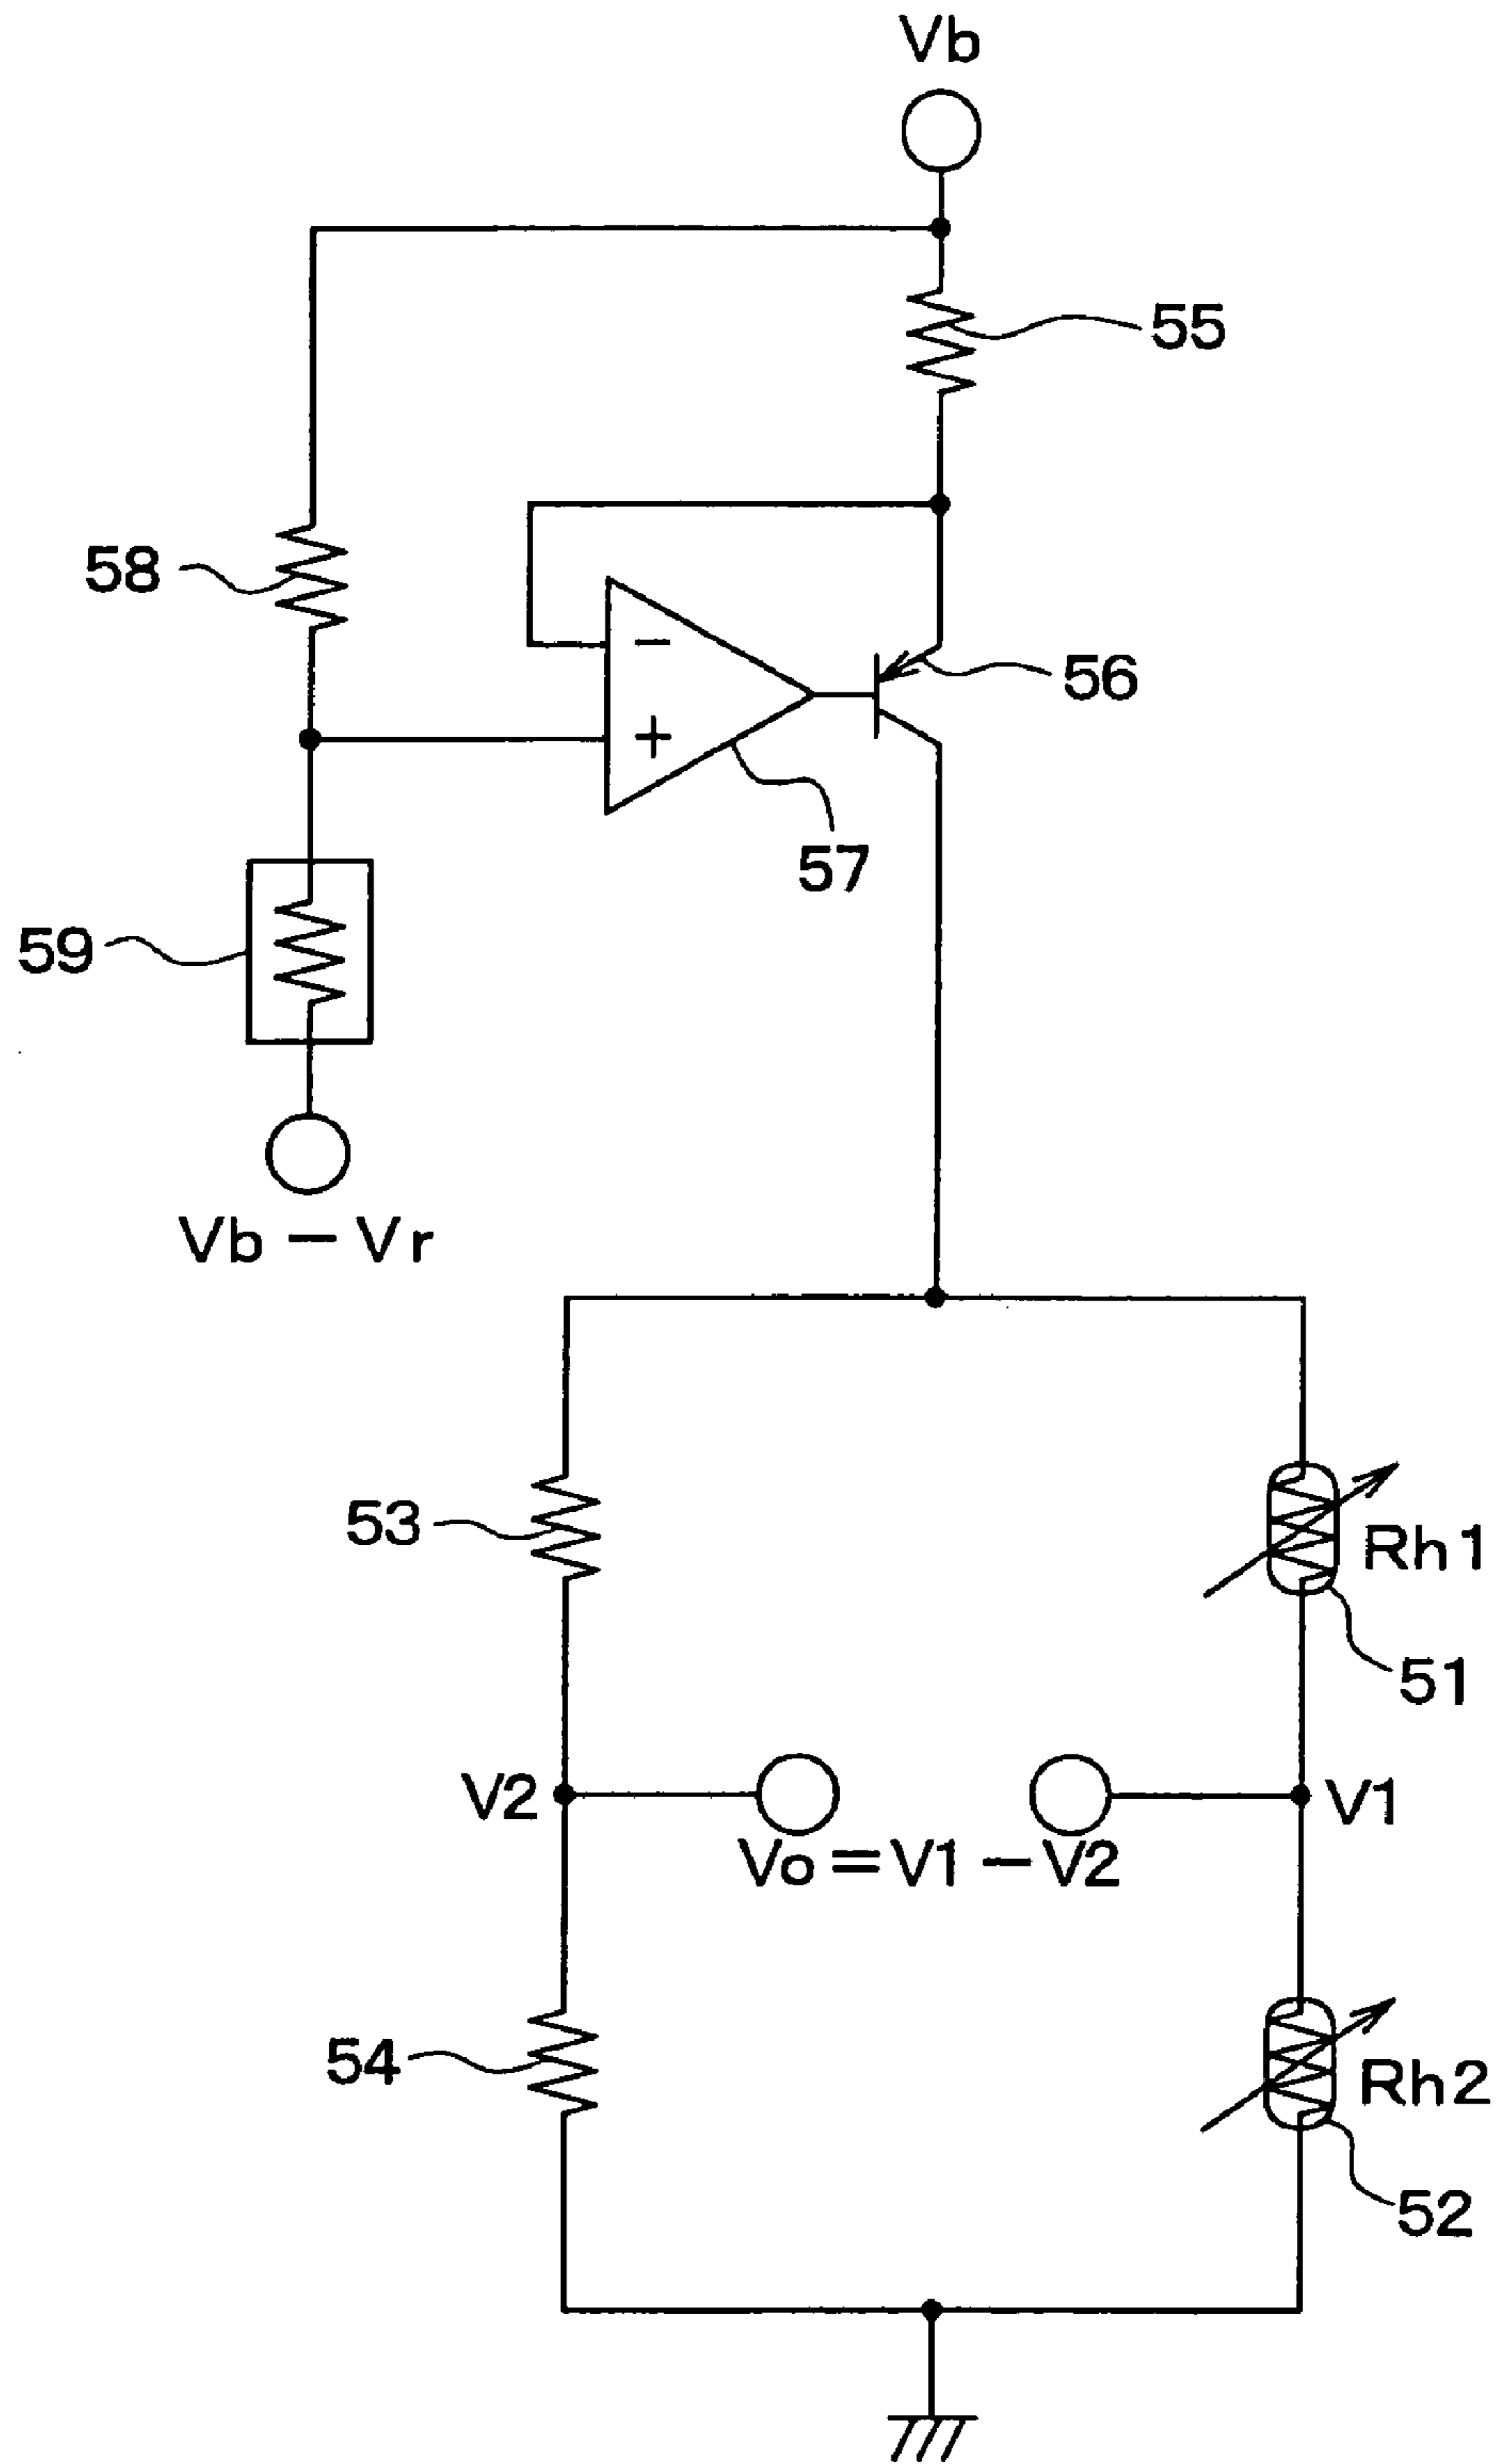 Vb
55
58
−
56
+
57
59
Vb − Vr
53
Rh1
51
V2
V1
Vo = V1 − V2
54
Rh2
52